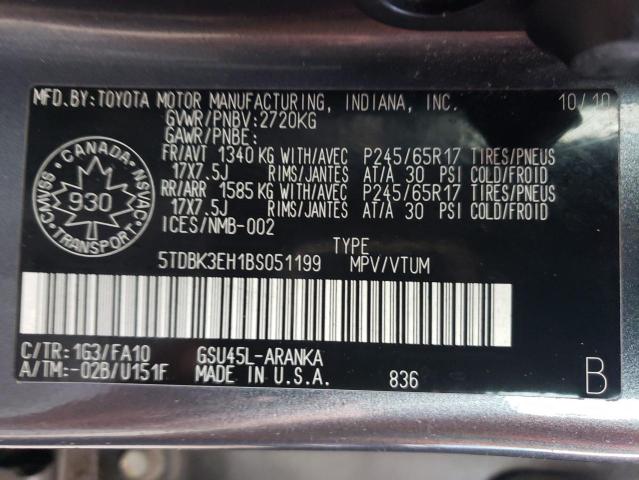 MFD.BY:TOYOTA MOTOR MANUFACTURING, INDIANA, INC. 10/10
GVWR/PNBV:2720KG
GAWR/PNBE:
FR/AVT 1340 KG WITH/AVEC P245/65R17 TIRES/PNEUS
17X7.5J RIMS/JANTES AT/A 30 PSI COLD/FROID
RR/ARR 1585 KG WITH/AVEC P245/65R17 TIRES/PNEUS
17X7.5J RIMS/JANTES AT/A 30 PSI COLD/FROID
ICES/NMB-002
CANADA
CMVSS 930 NSVAC
TRANSPORT
TYPE
5TDBK3EH1BS051199 MPV/VTUM
C/TR: 1G3/FA10 GSU45L-ARANKA
A/TM:-02B/U151F MADE IN U.S.A. 836 B